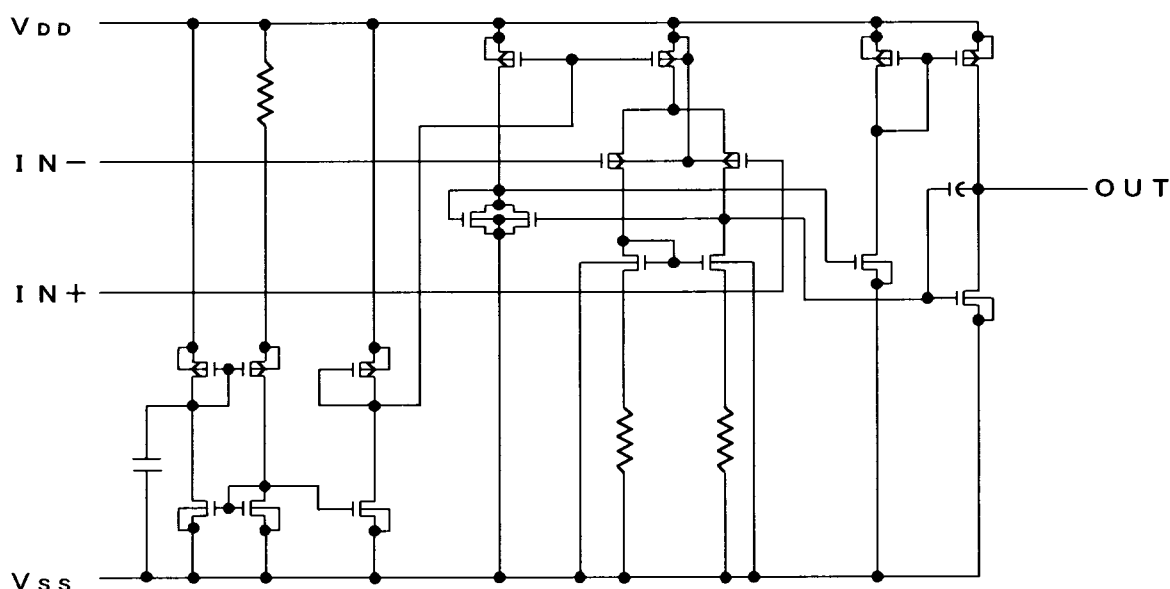 VDD
IN-
OUT
IN+
VSS